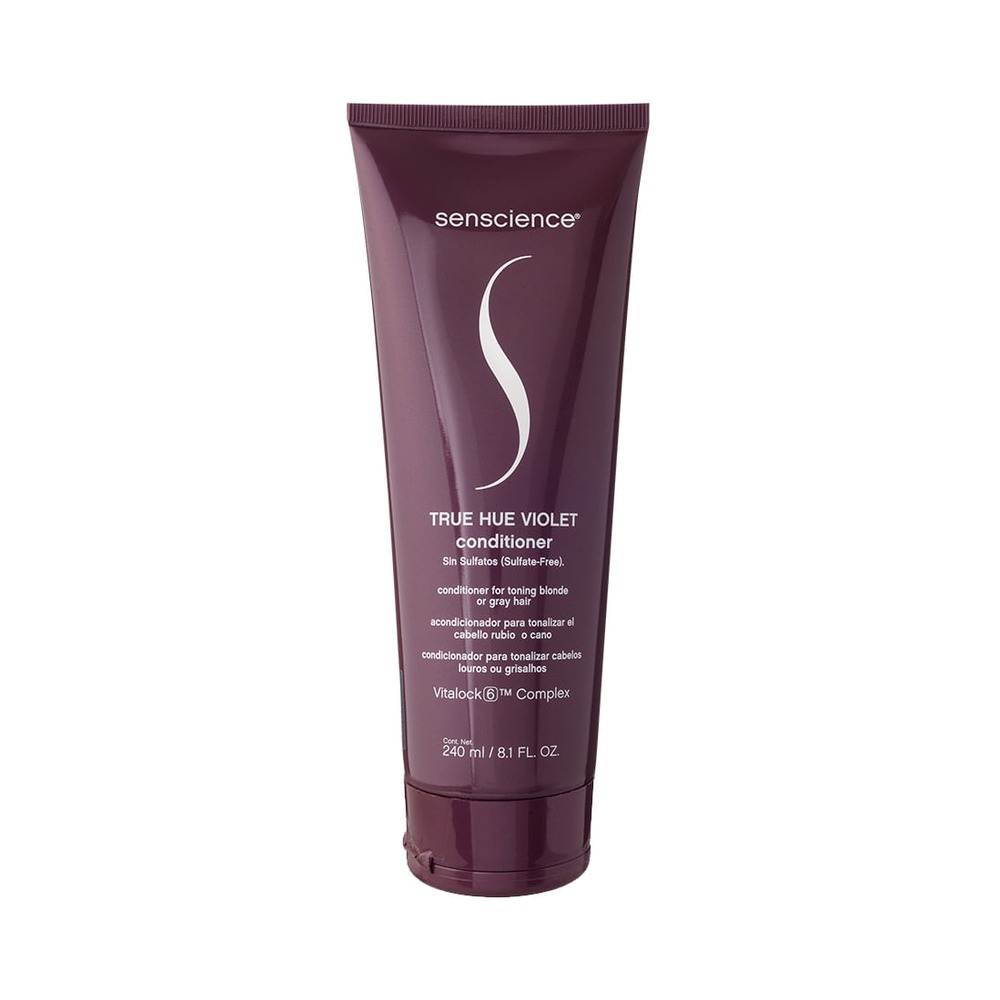 senscience®
TRUE HUE VIOLET
conditioner
Sin Sulfatos (Sulfate-Free).
conditioner for toning blonde
or gray hair
acondicionador para tonalizar el
cabello rubio o cano
condicionador para tonalizar cabelos
louros ou grisalhos
Vitalock6™ Complex
Cont. Net.
240 ml / 8.1 FL. OZ.